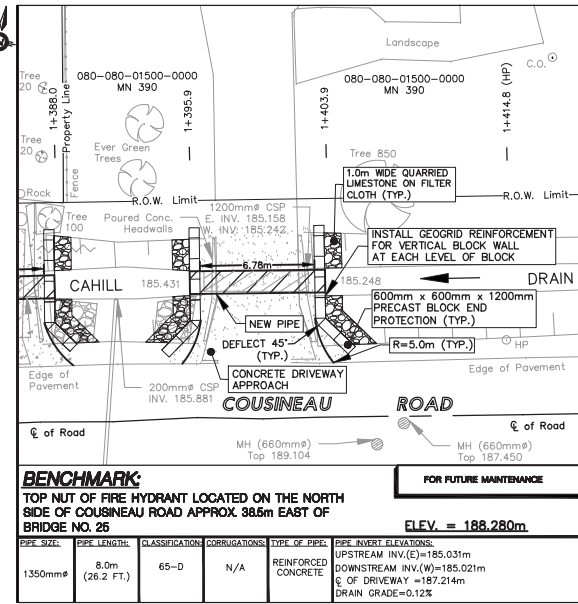 Landscape
C.O.
080-080-01500-0000
MN 390
080-080-01500-0000
MN 390
Tree
20
1+388.0
Property Line
1+395.9
1+403.9
1+414.8 (HP)
Ever Green
Trees
Tree
20
Tree 850
Fence
1.0m WIDE QUARRIED
LIMESTONE ON FILTER
CLOTH (TYP.)
Rock
R.O.W. Limit
R.O.W. Limit
Tree
100
Poured Conc.
Headwalls
1200mmø CSP
E. INV. 185.158
W. INV. 185.242
INSTALL GEOGRID REINFORCEMENT
FOR VERTICAL BLOCK WALL
AT EACH LEVEL OF BLOCK
6.78m
CAHILL
185.431
185.248
DRAIN
600mm x 600mm x 1200mm
PRECAST BLOCK END
PROTECTION (TYP.)
NEW PIPE
DEFLECT 45°
(TYP.)
R=5.0m (TYP.)
HP
Edge of
Pavement
200mmø CSP
INV. 185.881
CONCRETE DRIVEWAY
APPROACH
Edge of Pavement
COUSINEAU ROAD
℄ of Road
℄ of Road
MH (660mmø)
Top 189.104
MH (660mmø)
Top 187.450
BENCHMARK:
TOP NUT OF FIRE HYDRANT LOCATED ON THE NORTH
SIDE OF COUSINEAU ROAD APPROX. 38.5m EAST OF
BRIDGE NO. 25
FOR FUTURE MAINTENANCE
ELEV. = 188.280m
PIPE SIZE:
1350mmø
PIPE LENGTH:
8.0m
(26.2 FT.)
CLASSIFICATION:
65-D
CORRUGATIONS:
N/A
TYPE OF PIPE:
REINFORCED
CONCRETE
PIPE INVERT ELEVATIONS:
UPSTREAM INV.(E)=185.031m
DOWNSTREAM INV.(W)=185.021m
℄ OF DRIVEWAY =187.214m
DRAIN GRADE=0.12%